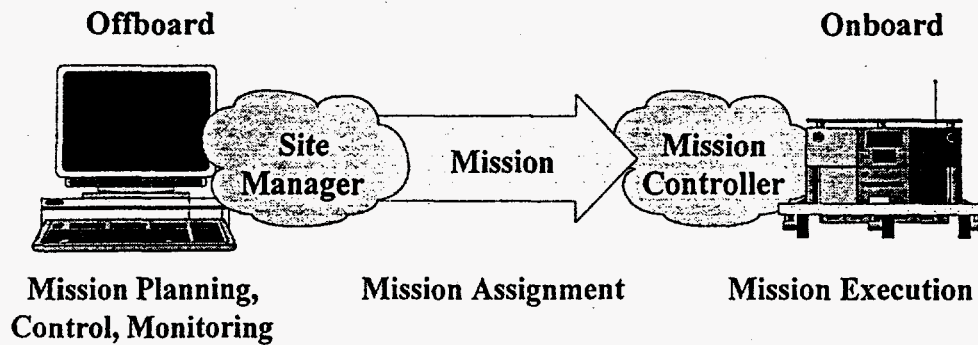 Offboard
Onboard
Site
Manager
Mission
Mission
Controller
Mission Planning,
Control, Monitoring
Mission Assignment
Mission Execution